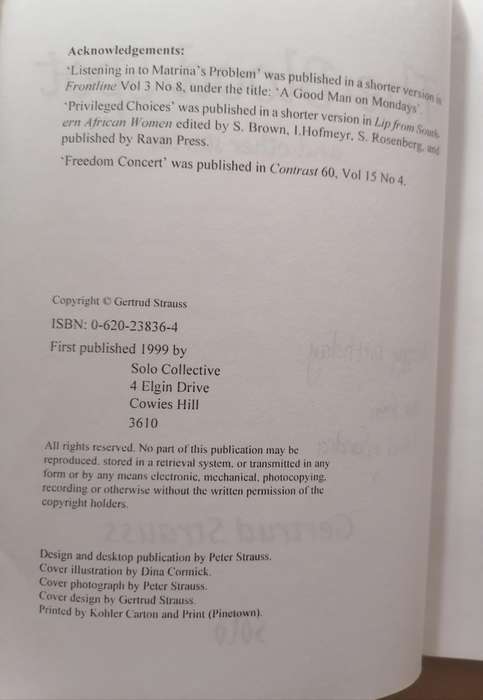 Acknowledgements:
‘Listening in to Matrina’s Problem’ was published in a shorter version in
Frontline Vol 3 No 8, under the title: ‘A Good Man on Mondays’.
‘Privileged Choices’ was published in a shorter version in Lip from South-
ern African Women edited by S. Brown, I.Hofmeyr, S. Rosenberg, and
published by Ravan Press.
‘Freedom Concert’ was published in Contrast 60, Vol 15 No 4.
Copyright © Gertrud Strauss
ISBN: 0-620-23836-4
First published 1999 by
Solo Collective
4 Elgin Drive
Cowies Hill
3610
All rights reserved. No part of this publication may be
reproduced, stored in a retrieval system, or transmitted in any
form or by any means electronic, mechanical, photocopying,
recording or otherwise without the written permission of the
copyright holders.
Design and desktop publication by Peter Strauss.
Cover illustration by Dina Cormick.
Cover photograph by Peter Strauss.
Cover design by Gertrud Strauss.
Printed by Kohler Carton and Print (Pinetown).